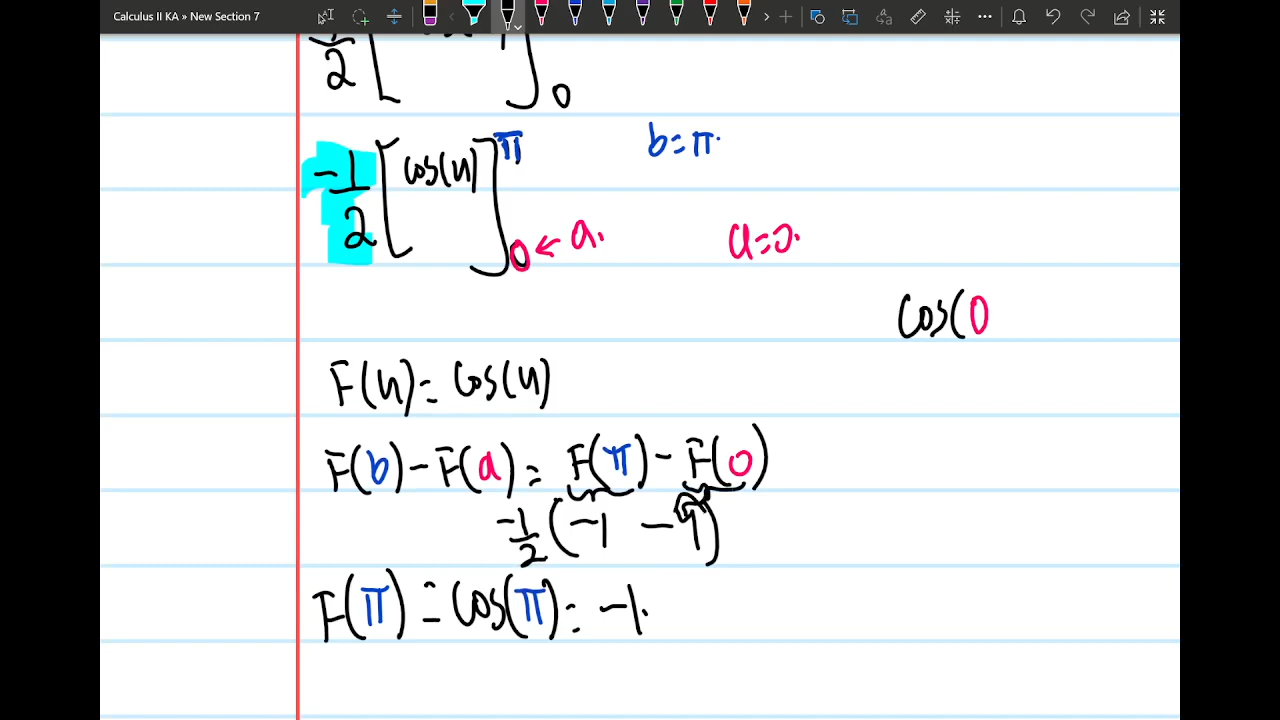 Calculus II KA » New Section 7
2 0
-1/2 [cos(u)] π 0 ← a. b=π.
a=0.
cos(0
F(u)=cos(u)
F(b)-F(a)=F(π)-F(0)
-1/2(-1 -1)
F(π)=cos(π)=-1.